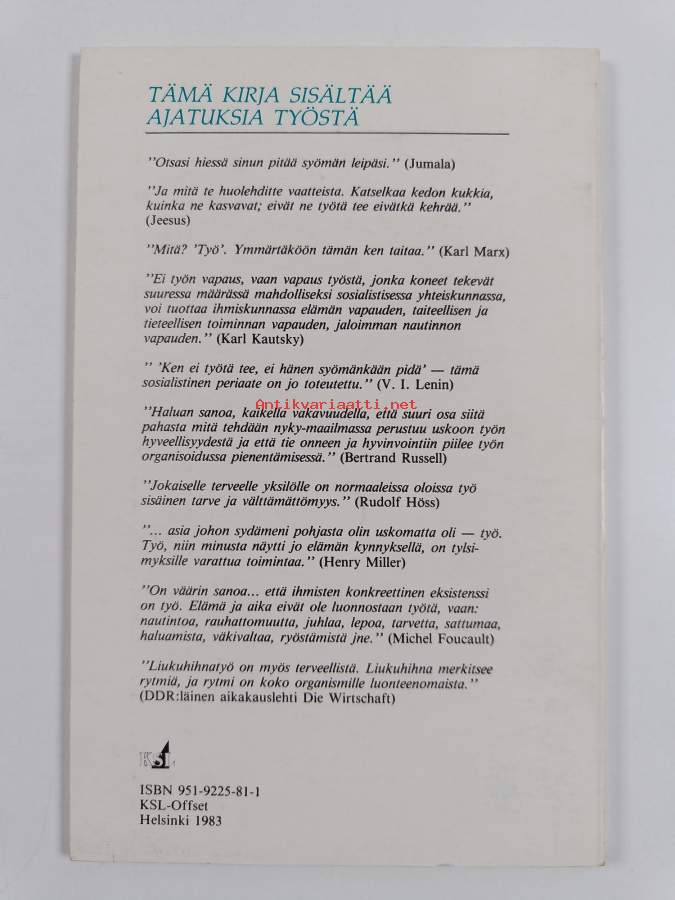 TÄMÄ KIRJA SISÄLTÄÄ
AJATUKSIA TYÖSTÄ
"Otsasi hiessä sinun pitää syömän leipäsi." (Jumala)
"Ja mitä te huolehditte vaatteista. Katselkaa kedon kukkia,
kuinka ne kasvavat; eivät ne työtä tee eivätkä kehrää."
(Jeesus)
"Mitä? 'Työ'. Ymmärtäköön tämän ken taitaa." (Karl Marx)
"Ei työn vapaus, vaan vapaus työstä, jonka koneet tekevät
suuressa määrässä mahdolliseksi sosialistisessa yhteiskunnassa,
voi tuottaa ihmiskunnassa elämän vapauden, taiteellisen ja
tieteellisen toiminnan vapauden, jaloimman nautinnon
vapauden." (Karl Kautsky)
" 'Ken ei työtä tee, ei hänen syömänkään pidä' — tämä
sosialistinen periaate on jo toteutettu." (V. I. Lenin)
Antikvariaatti.net
"Haluan sanoa, kaikella vakavuudella, että suuri osa siitä
pahasta mitä tehdään nyky-maailmassa perustuu uskoon työn
hyveellisyydestä ja että tie onneen ja hyvinvointiin piilee työn
organisoidussa pienentämisessä." (Bertrand Russell)
"Jokaiselle terveelle yksilölle on normaaleissa oloissa työ
sisäinen tarve ja välttämättömyys." (Rudolf Höss)
"... asia johon sydämeni pohjasta olin uskomatta oli — työ.
Työ, niin minusta näytti jo elämän kynnyksellä, on tylsi-
myksille varattua toimintaa." (Henry Miller)
"On väärin sanoa... että ihmisten konkreettinen eksistenssi
on työ. Elämä ja aika eivät ole luonnostaan työtä, vaan:
nautintoa, rauhattomuutta, juhlaa, lepoa, tarvetta, sattumaa,
haluamista, väkivaltaa, ryöstämistä jne." (Michel Foucault)
"Liukuhihnatyö on myös terveellistä. Liukuhihna merkitsee
rytmiä, ja rytmi on koko organismille luonteenomaista."
(DDR:läinen aikakauslehti Die Wirtschaft)
KSL
ISBN 951-9225-81-1
KSL-Offset
Helsinki 1983